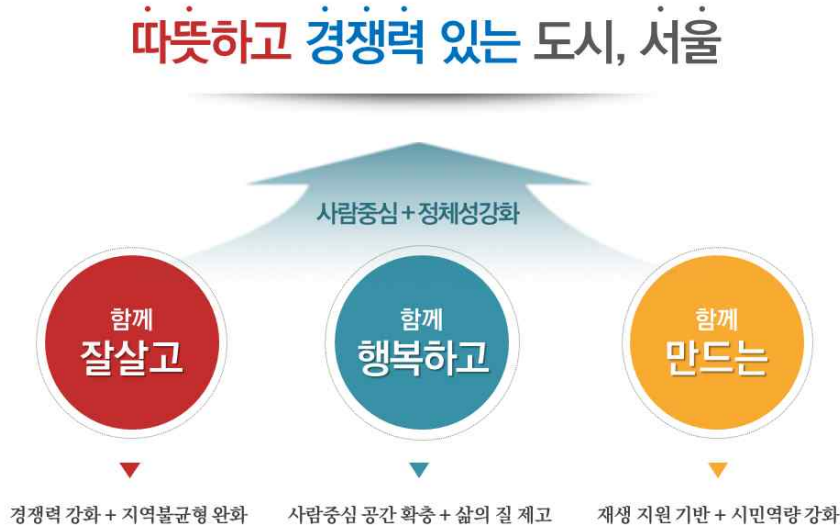 따뜻하고 경쟁력 있는 도시, 서울
사람중심+정체성강화
함께
잘살고
함께
행복하고
함께
만드는
경쟁력 강화 + 지역불균형 완화
사람중심 공간 확충 + 삶의 질 제고
재생 지원 기반 + 시민역량 강화